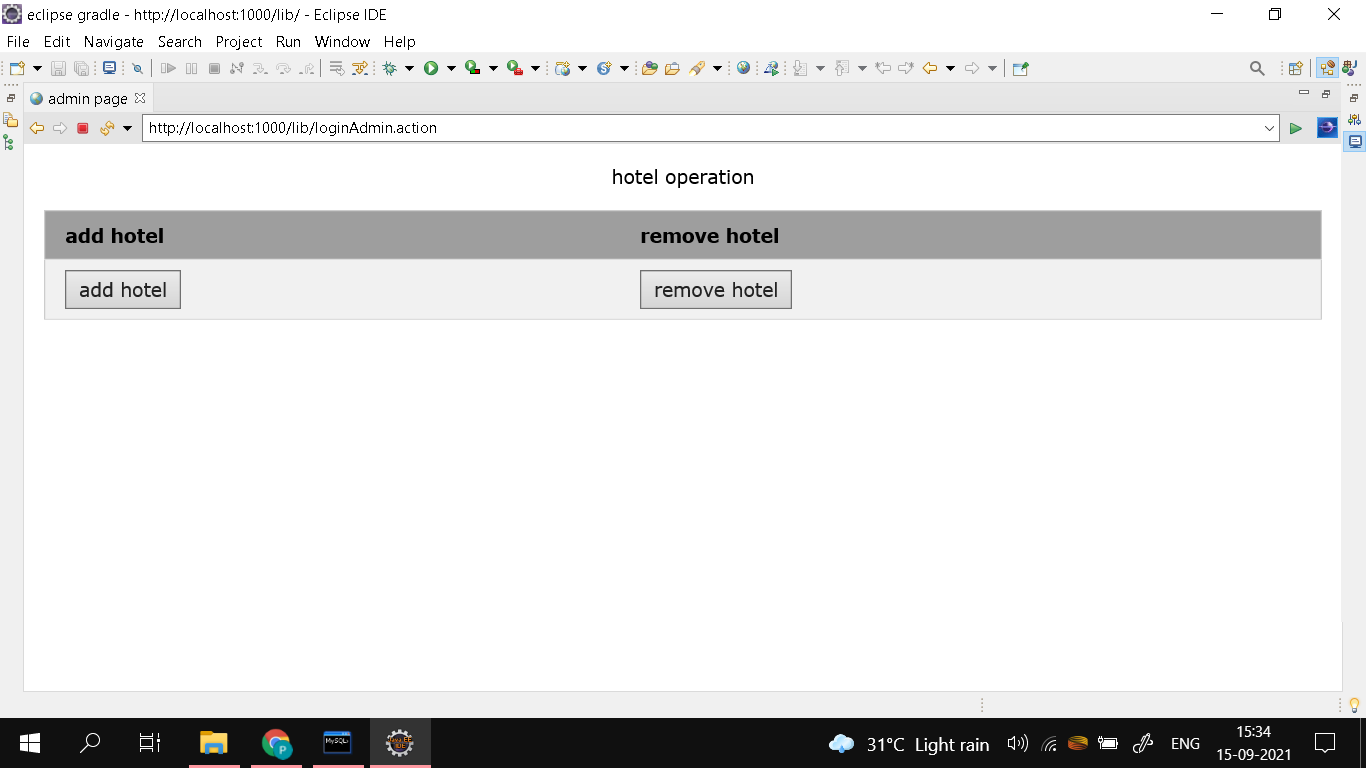 eclipse gradle - http://localhost:1000/lib/ - Eclipse IDE
File Edit Navigate Search Project Run Window Help
admin page
http://localhost:1000/lib/loginAdmin.action
hotel operation
add hotel remove hotel
add hotel remove hotel
31°C Light rain ENG 15:34
15-09-2021